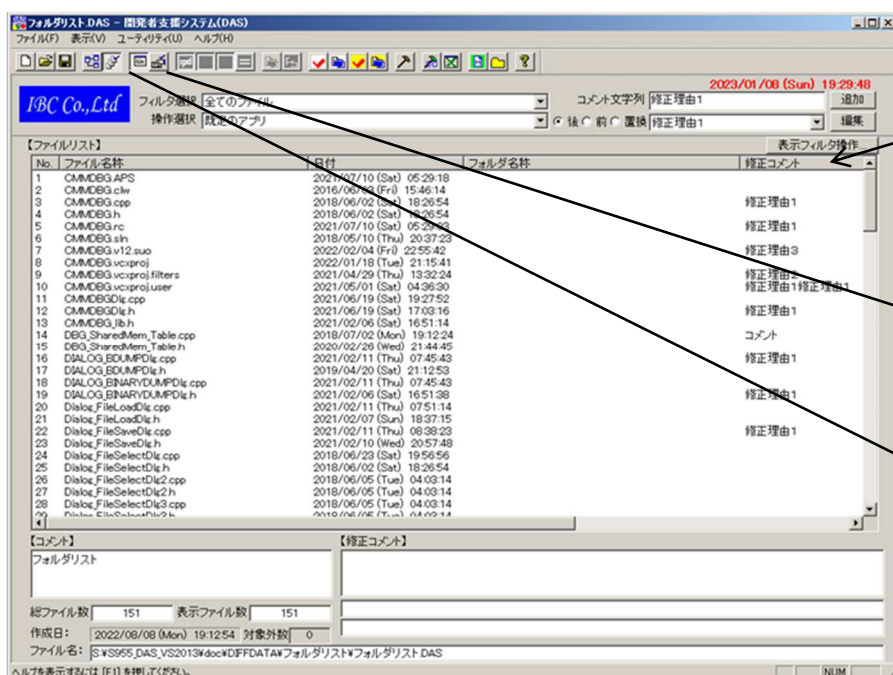 フォルダリスト.DAS - 開発者支援システム(DAS)
ファイル(F) 表示(V) ユーティリティ(U) ヘルプ(H)
2023/01/08 (Sun) 19:29:48
IBC Co.,Ltd フィルタ選択 全てのファイル コメント文字列 修正理由1 追加
操作選択 既定のアプリ 後 前 置換 修正理由1 編集
【ファイルリスト】 表示フィルタ操作...
No. ファイル名称 日付 フォルダ名称 修正コメント
1 CMMDBG.APS 2021/07/10 (Sat) 05:29:18
2 CMMDBG.clw 2016/06/03 (Fri) 15:46:14
3 CMMDBG.cpp 2018/06/02 (Sat) 18:26:54 修正理由1
4 CMMDBG.h 2018/06/02 (Sat) 18:26:54
5 CMMDBG.rc 2021/07/10 (Sat) 05:29:03 修正理由1
6 CMMDBG.sln 2018/05/10 (Thu) 20:37:23
7 CMMDBG.v12.suo 2022/02/04 (Fri) 22:55:42 修正理由3
8 CMMDBG.vcxproj 2022/01/18 (Tue) 21:15:41
9 CMMDBG.vcxproj.filters 2021/04/29 (Thu) 13:32:24 修正理由2
10 CMMDBG.vcxproj.user 2021/05/01 (Sat) 04:36:30 修正理由1修正理由1
11 CMMDBGDlg.cpp 2021/06/19 (Sat) 19:27:52
12 CMMDBGDlg.h 2021/06/19 (Sat) 17:03:16 修正理由1
13 CMMDBG_lib.h 2021/02/06 (Sat) 16:51:14
14 DBG_SharedMem_Table.cpp 2018/07/02 (Mon) 19:12:24 コメント
15 DBG_SharedMem_Table.h 2020/02/26 (Wed) 21:44:45
16 DIALOG_BDUMPDlg.cpp 2021/02/11 (Thu) 07:45:43 修正理由1
17 DIALOG_BDUMPDlg.h 2019/04/20 (Sat) 21:12:53
18 DIALOG_BINARYDUMPDlg.cpp 2021/02/11 (Thu) 07:45:43
19 DIALOG_BINARYDUMPDlg.h 2021/02/06 (Sat) 16:51:38 修正理由1
20 Dialog_FileLoadDlg.cpp 2021/02/11 (Thu) 07:51:14
21 Dialog_FileLoadDlg.h 2021/02/07 (Sun) 18:37:15
22 Dialog_FileSaveDlg.cpp 2021/02/11 (Thu) 08:38:23 修正理由1
23 Dialog_FileSaveDlg.h 2021/02/10 (Wed) 20:57:48
24 Dialog_FileSelectDlg.cpp 2018/06/23 (Sat) 19:56:56
25 Dialog_FileSelectDlg.h 2018/06/02 (Sat) 18:26:54
26 Dialog_FileSelectDlg2.cpp 2018/06/05 (Tue) 04:03:14
27 Dialog_FileSelectDlg2.h 2018/06/05 (Tue) 04:03:14
28 Dialog_FileSelectDlg3.cpp 2018/06/05 (Tue) 04:03:14
29 Dialog_FileSelectDlg3.h 2018/06/05 (Tue) 04:03:14
【コメント】 【修正コメント】
フォルダリスト
総ファイル数 151 表示ファイル数 151
作成日: 2022/08/08 (Mon) 19:12:54 対象外数 0
ファイル名: S:¥S955_DAS_VS2013¥doc¥DIFFDATA¥フォルダリスト¥フォルダリスト.DAS
ヘルプを表示するには [F1] を押してください。 NUM